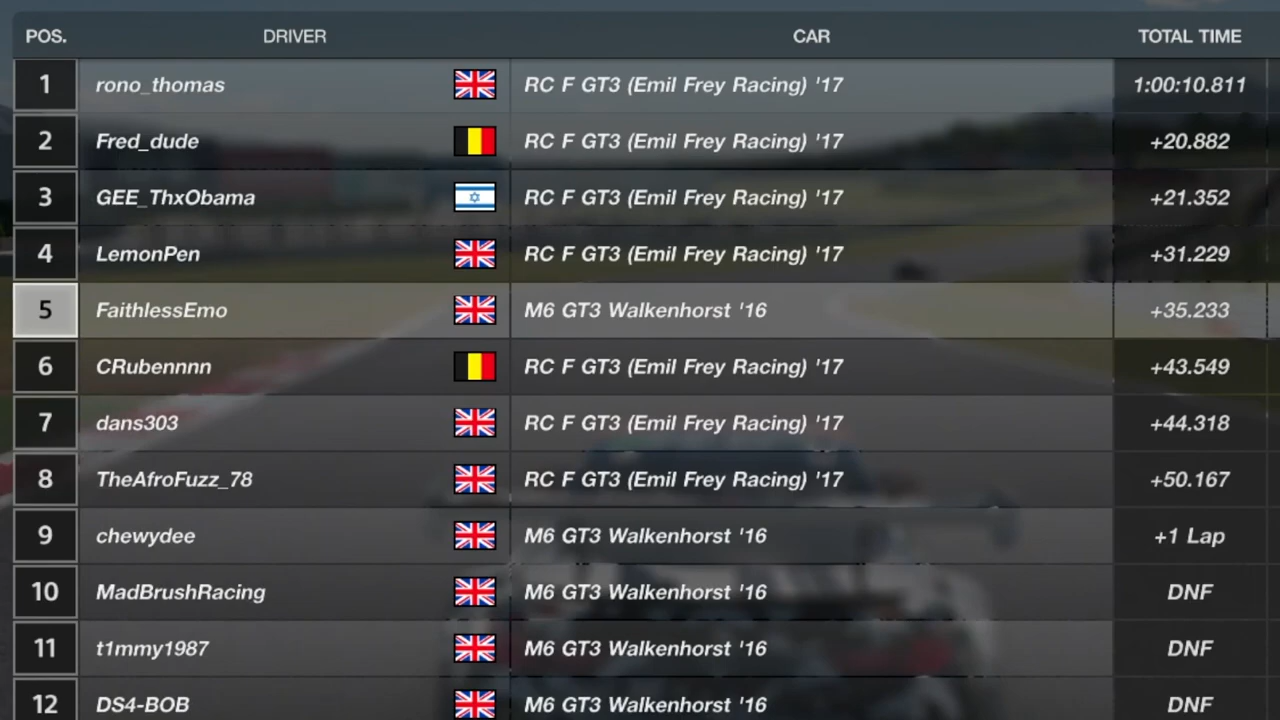 POS. DRIVER CAR TOTAL TIME
1 rono_thomas RC F GT3 (Emil Frey Racing) '17 1:00:10.811
2 Fred_dude RC F GT3 (Emil Frey Racing) '17 +20.882
3 GEE_ThxObama RC F GT3 (Emil Frey Racing) '17 +21.352
4 LemonPen RC F GT3 (Emil Frey Racing) '17 +31.229
5 FaithlessEmo M6 GT3 Walkenhorst '16 +35.233
6 CRubennnn RC F GT3 (Emil Frey Racing) '17 +43.549
7 dans303 RC F GT3 (Emil Frey Racing) '17 +44.318
8 TheAfroFuzz_78 RC F GT3 (Emil Frey Racing) '17 +50.167
9 chewydee M6 GT3 Walkenhorst '16 +1 Lap
10 MadBrushRacing M6 GT3 Walkenhorst '16 DNF
11 t1mmy1987 M6 GT3 Walkenhorst '16 DNF
12 DS4-BOB M6 GT3 Walkenhorst '16 DNF